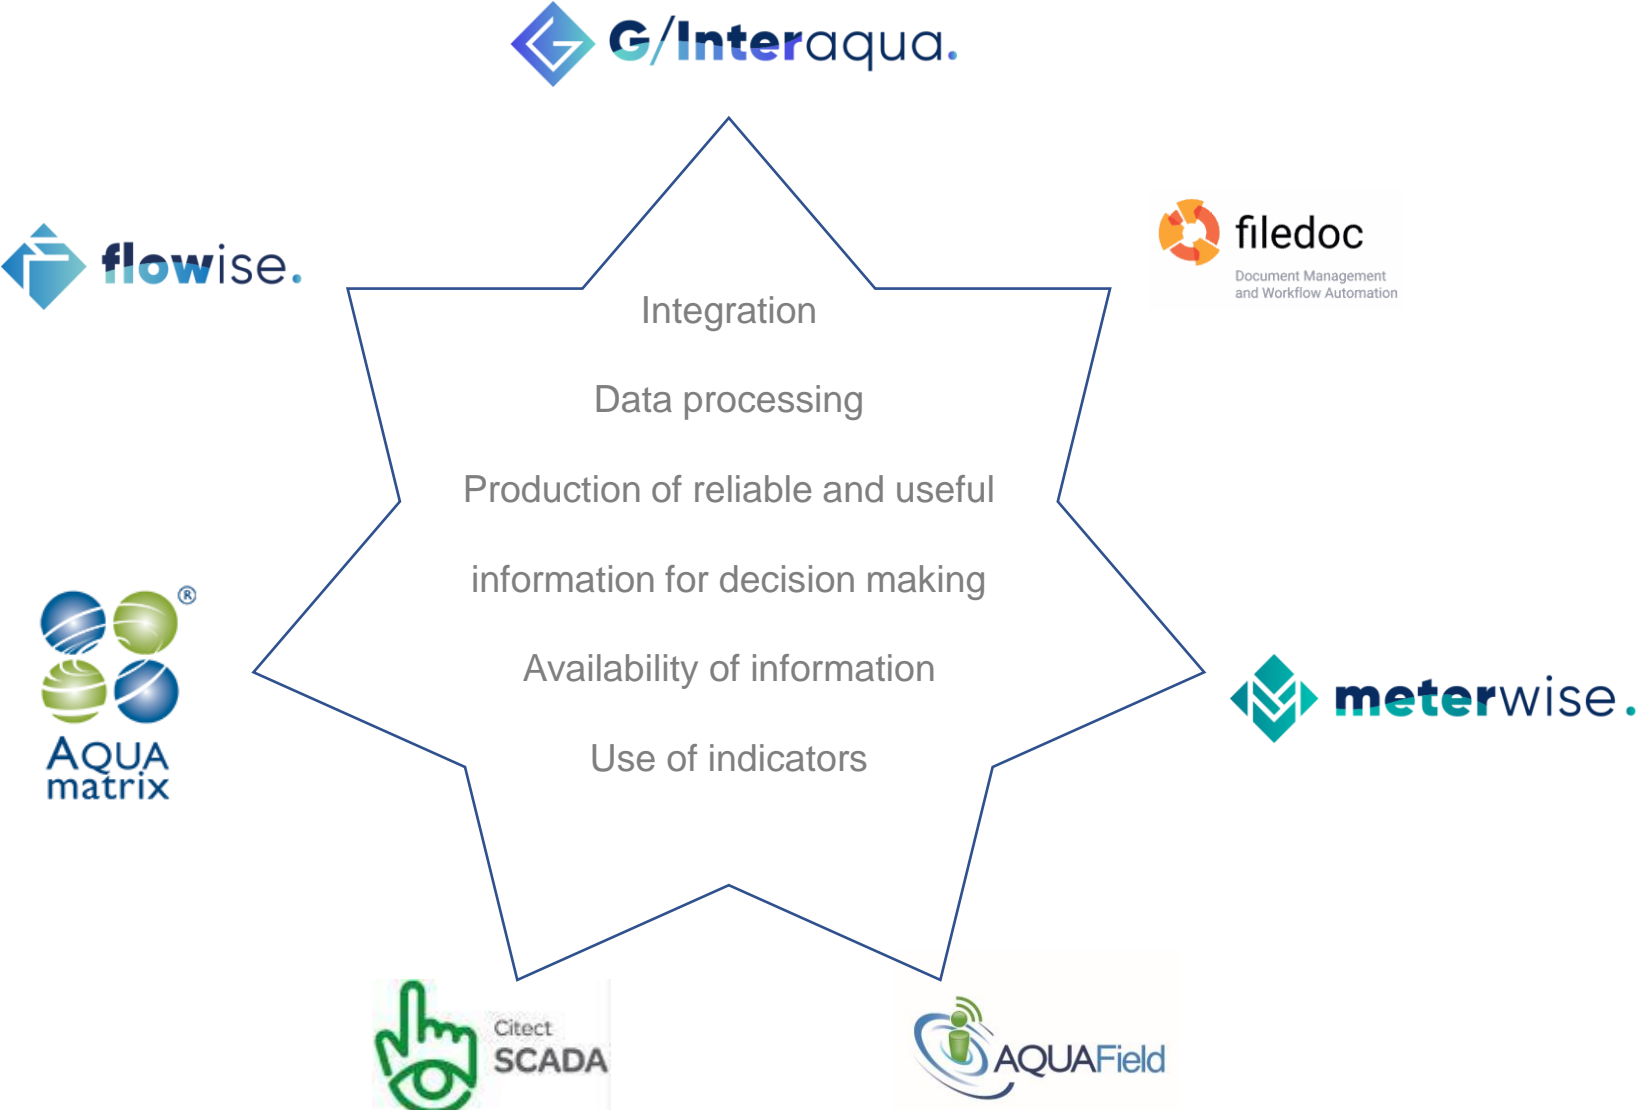 G/Interaqua.
flowise.
filedoc
Document Management
and Workflow Automation
Integration
Data processing
Production of reliable and useful
information for decision making
Availability of information
Use of indicators
®
AQUA
matrix
meterwise.
Citect
SCADA
AQUAField